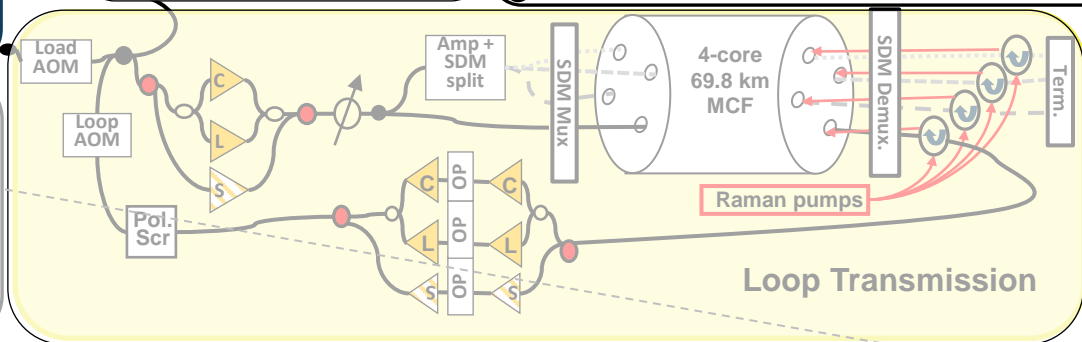 Load
AOM
Loop
AOM
C
L
S
Amp +
SDM
split
SDM Mux
4-core
69.8 km
MCF
SDM Demux.
Term.
Raman pumps
Pol.
Scr
C
OP
C
L
OP
L
S
OP
S
Loop Transmission